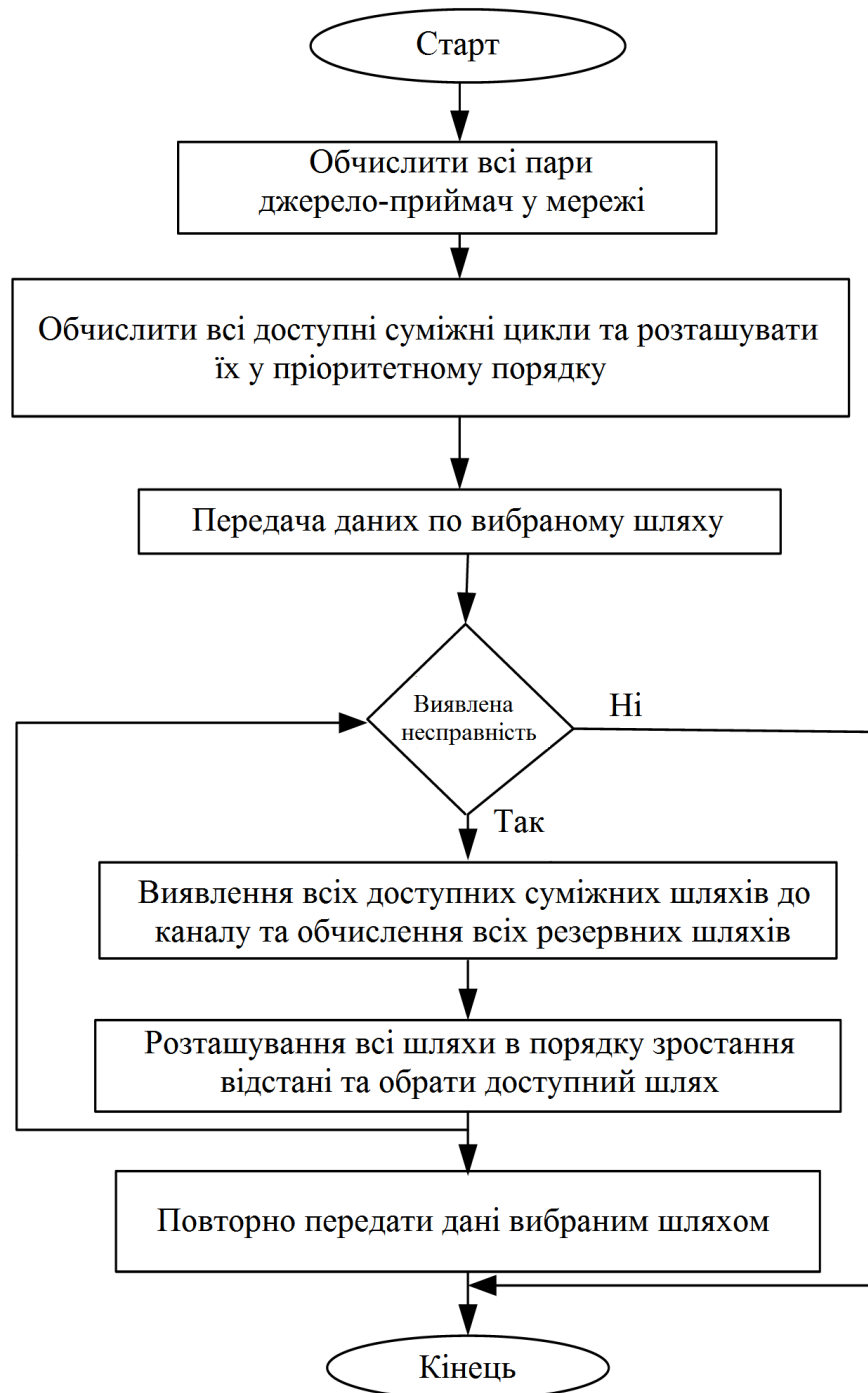 Старт
Обчислити всі пари
джерело-приймач у мережі
Обчислити всі доступні суміжні цикли та розташувати
їх у пріоритетному порядку
Передача даних по вибраному шляху
Виявлена
несправність
Ні
Так
Виявлення всіх доступних суміжних шляхів до
каналу та обчислення всіх резервних шляхів
Розташування всі шляхи в порядку зростання
відстані та обрати доступний шлях
Повторно передати дані вибраним шляхом
Кінець